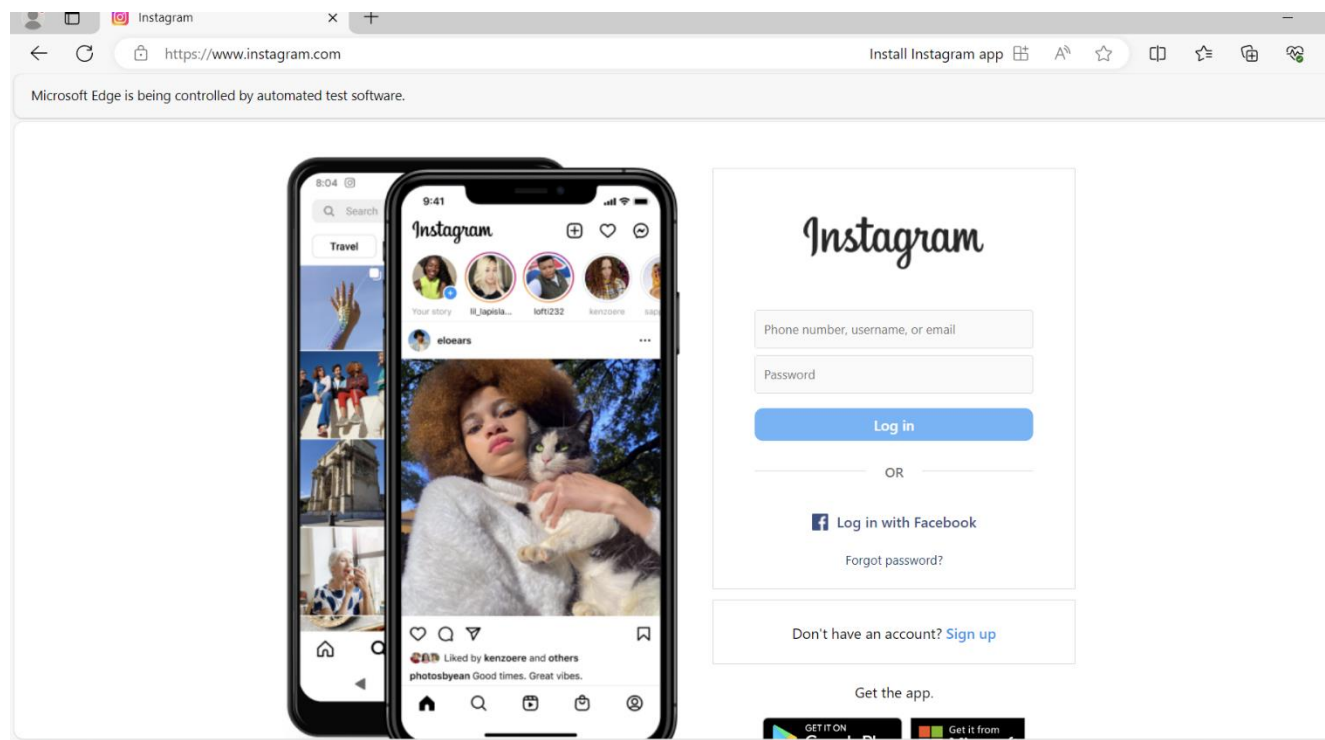 Instagram
https://www.instagram.com
Install Instagram app
Microsoft Edge is being controlled by automated test software.
8:04
Search
Travel
9:41
Instagram
Your story
lil_lapisla...
lofti232
kenzoere
eloears
Liked by kenzoere and others
photosbyean Good times. Great vibes.
Instagram
Phone number, username, or email
Password
Log in
OR
Log in with Facebook
Forgot password?
Don't have an account? Sign up
Get the app.
GET IT ON
Get it from